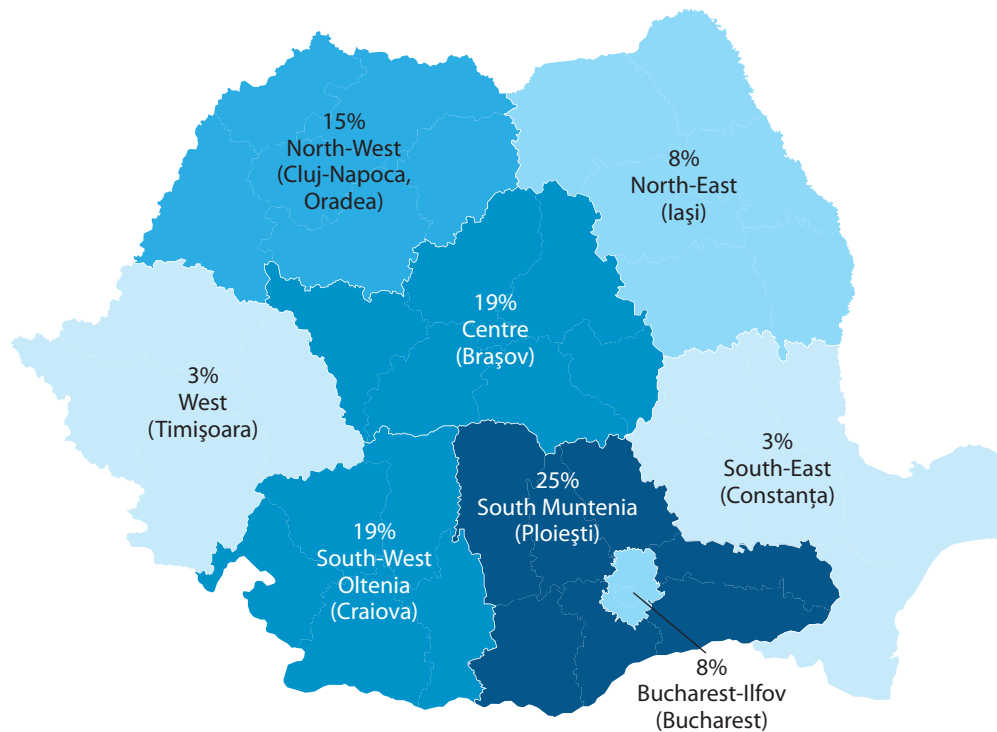 15%
North-West
(Cluj-Napoca,
Oradea)
8%
North-East
(Iaşi)
19%
Centre
(Braşov)
3%
West
(Timişoara)
3%
South-East
(Constanța)
25%
South Muntenia
(Ploieşti)
19%
South-West
Oltenia
(Craiova)
8%
Bucharest-Ilfov
(Bucharest)